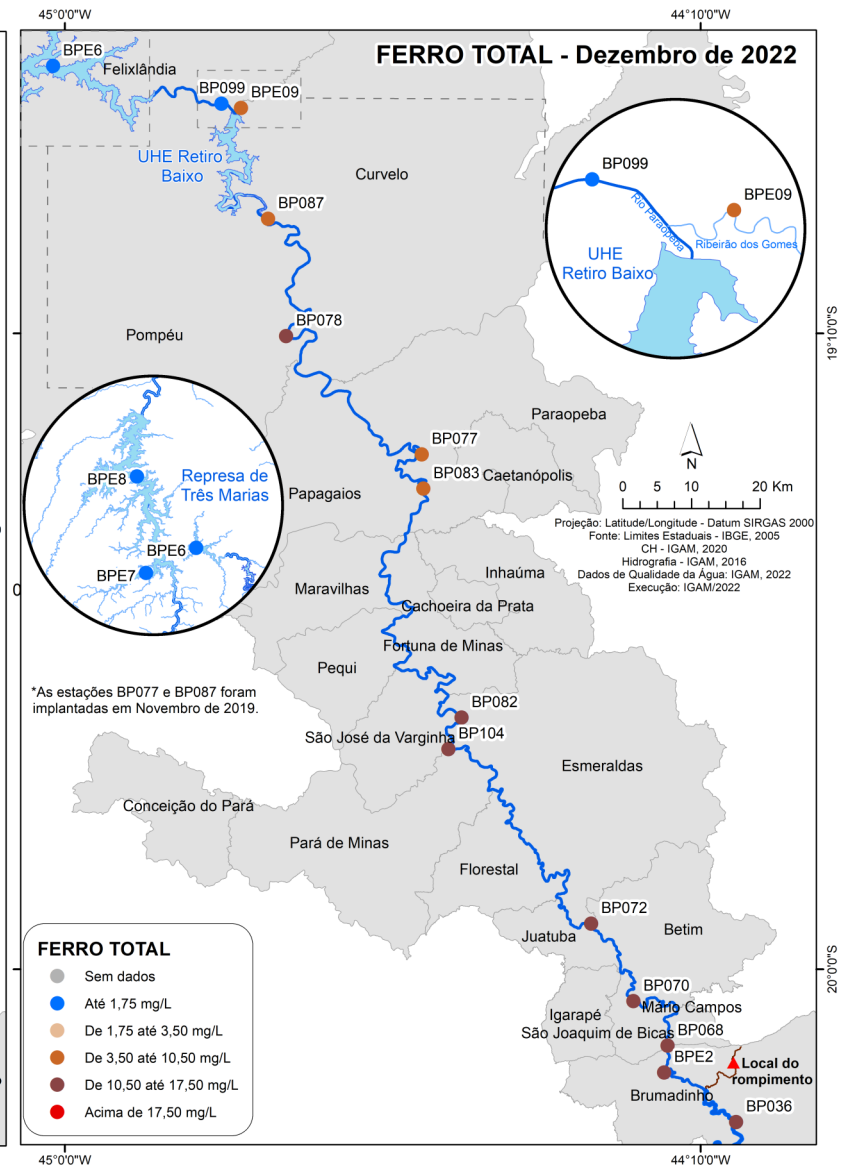 45°0'0"W
44°10'0"W
FERRO TOTAL - Dezembro de 2022
BPE6
Felixlândia
BP099
BPE09
UHE Retiro
Baixo
Curvelo
BP087
BP099
BPE09
Rio Paraopeba
Ribeirão dos Gomes
UHE
Retiro Baixo
BP078
Pompéu
19°10'0"S
Paraopeba
BP077
Caetanópolis
BP083
Papagaios
BPE8
Represa de
Três Marias
BPE6
BPE7
N
0 5 10 20 Km
Projeção: Latitude/Longitude - Datum SIRGAS 2000
Fonte: Limites Estaduais - IBGE, 2005
CH - IGAM, 2020
Hidrografia - IGAM, 2016
Dados de Qualidade da Água: IGAM, 2022
Execução: IGAM/2022
Inhaúma
Maravilhas
Cachoeira da Prata
Fortuna de Minas
Pequi
*As estações BP077 e BP087 foram
implantadas em Novembro de 2019.
BP082
BP104
São José da Varginha
Esmeraldas
Conceição do Pará
Pará de Minas
Florestal
BP072
Juatuba
Betim
20°0'0"S
BP070
Mário Campos
Igarapé
São Joaquim de Bicas
BP068
BPE2
Local do
rompimento
Brumadinho
BP036
FERRO TOTAL
Sem dados
Até 1,75 mg/L
De 1,75 até 3,50 mg/L
De 3,50 até 10,50 mg/L
De 10,50 até 17,50 mg/L
Acima de 17,50 mg/L
45°0'0"W
44°10'0"W